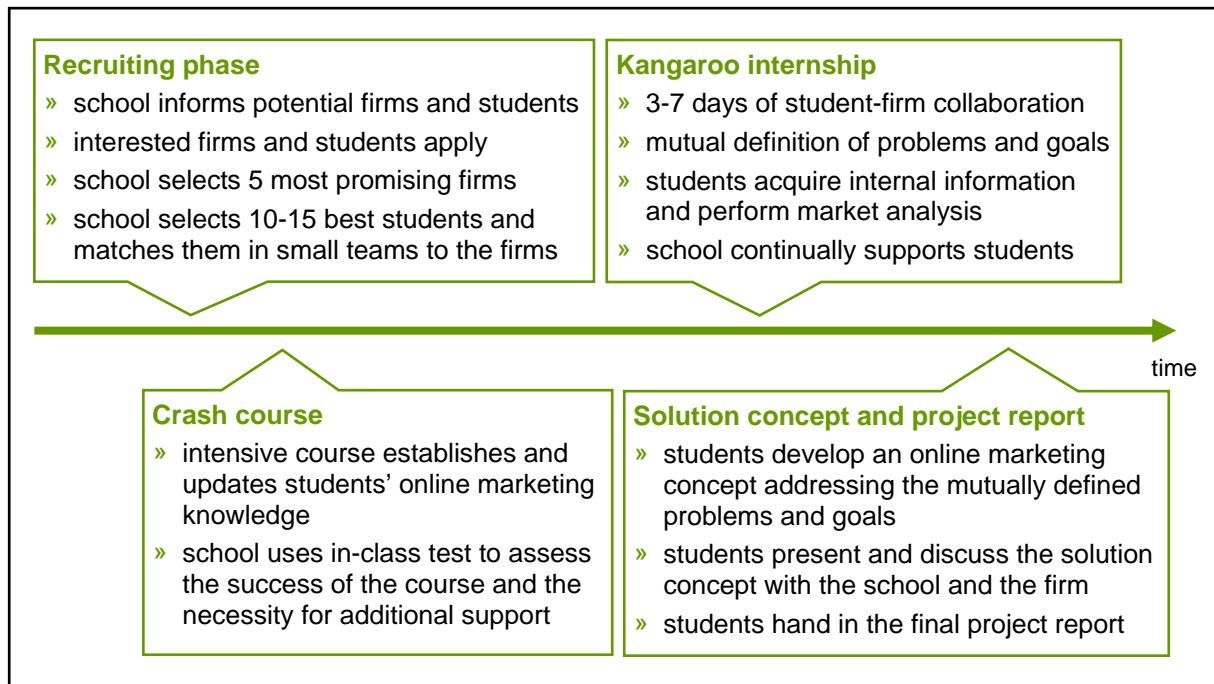 Recruiting phase
» school informs potential firms and students
» interested firms and students apply
» school selects 5 most promising firms
» school selects 10-15 best students and
matches them in small teams to the firms
Kangaroo internship
» 3-7 days of student-firm collaboration
» mutual definition of problems and goals
» students acquire internal information
and perform market analysis
» school continually supports students
time
Crash course
» intensive course establishes and
updates students’ online marketing
knowledge
» school uses in-class test to assess
the success of the course and the
necessity for additional support
Solution concept and project report
» students develop an online marketing
concept addressing the mutually defined
problems and goals
» students present and discuss the solution
concept with the school and the firm
» students hand in the final project report